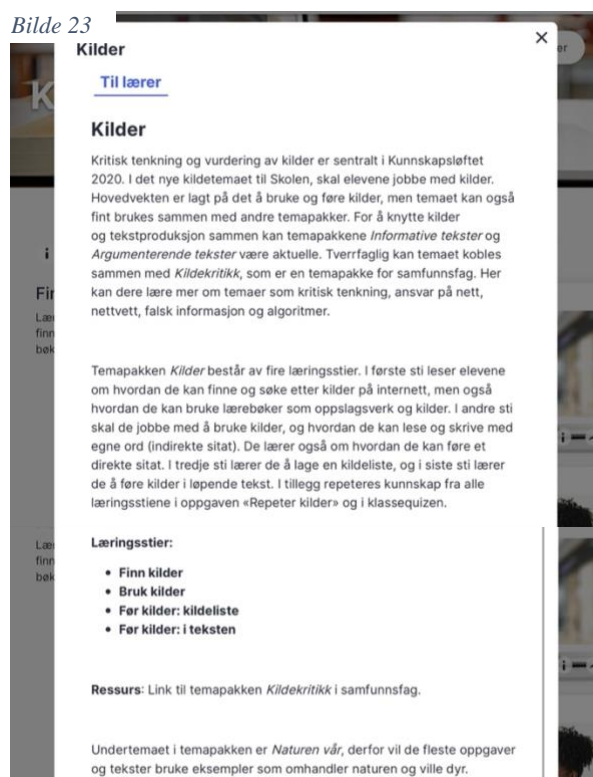 Bilde 23
er
Kilder
K
Til lærer
Kilder
Kritisk tenkning og vurdering av kilder er sentralt i Kunnskapsløftet
2020. I det nye kildetemaet til Skolen, skal elevene jobbe med kilder.
Hovedvekten er lagt på det å bruke og føre kilder, men temaet kan også
fint brukes sammen med andre temapakker. For å knytte kilder
og tekstproduksjon sammen kan temapakkene Informative tekster og
Argumenterende tekster være aktuelle. Tverrfaglig kan temaet kobles
sammen med Kildekritikk, som er en temapakke for samfunnsfag. Her
kan dere lære mer om temaer som kritisk tenkning, ansvar på nett,
nettvett, falsk informasjon og algoritmer.
Fin
Lær
finn
bøk
Temapakken Kilder består av fire læringsstier. I første sti leser elevene
om hvordan de kan finne og søke etter kilder på internett, men også
hvordan de kan bruke lærebøker som oppslagsverk og kilder. I andre sti
skal de jobbe med å bruke kilder, og hvordan de kan lese og skrive med
egne ord (indirekte sitat). De lærer også om hvordan de kan føre et
direkte sitat. I tredje sti lærer de å lage en kildeliste, og i siste sti lærer
de å føre kilder i løpende tekst. I tillegg repeteres kunnskap fra alle
læringsstiene i oppgaven «Repeter kilder» og i klassequizen.
Læ
finn
bøk
Læringsstier:
• Finn kilder
• Bruk kilder
• Før kilder: kildeliste
• Før kilder: i teksten
Ressurs: Link til temapakken Kildekritikk i samfunnsfag.
Undertemaet i temapakken er Naturen vår, derfor vil de fleste oppgaver
og tekster bruke eksempler som omhandler naturen og ville dyr.